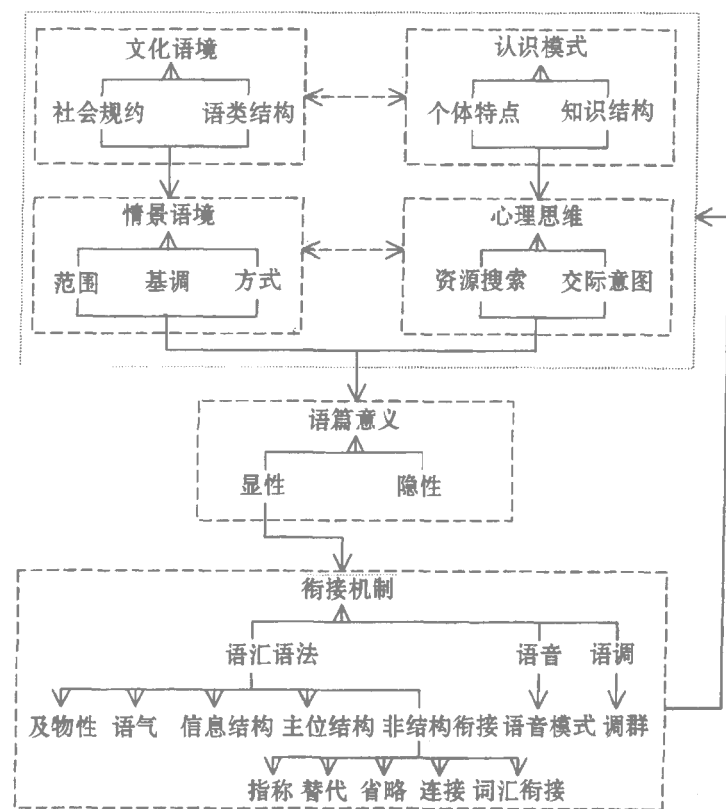 文化语境 认识模式
社会规约 语类结构 个体特点 知识结构
情景语境 心理思维
范围 基调 方式 资源搜索 交际意图
语篇意义
显性 隐性
衔接机制
语汇语法 语音 语调
及物性 语气 信息结构 主位结构 非结构衔接 语音模式 调群
指称 替代 省略 连接 词汇衔接